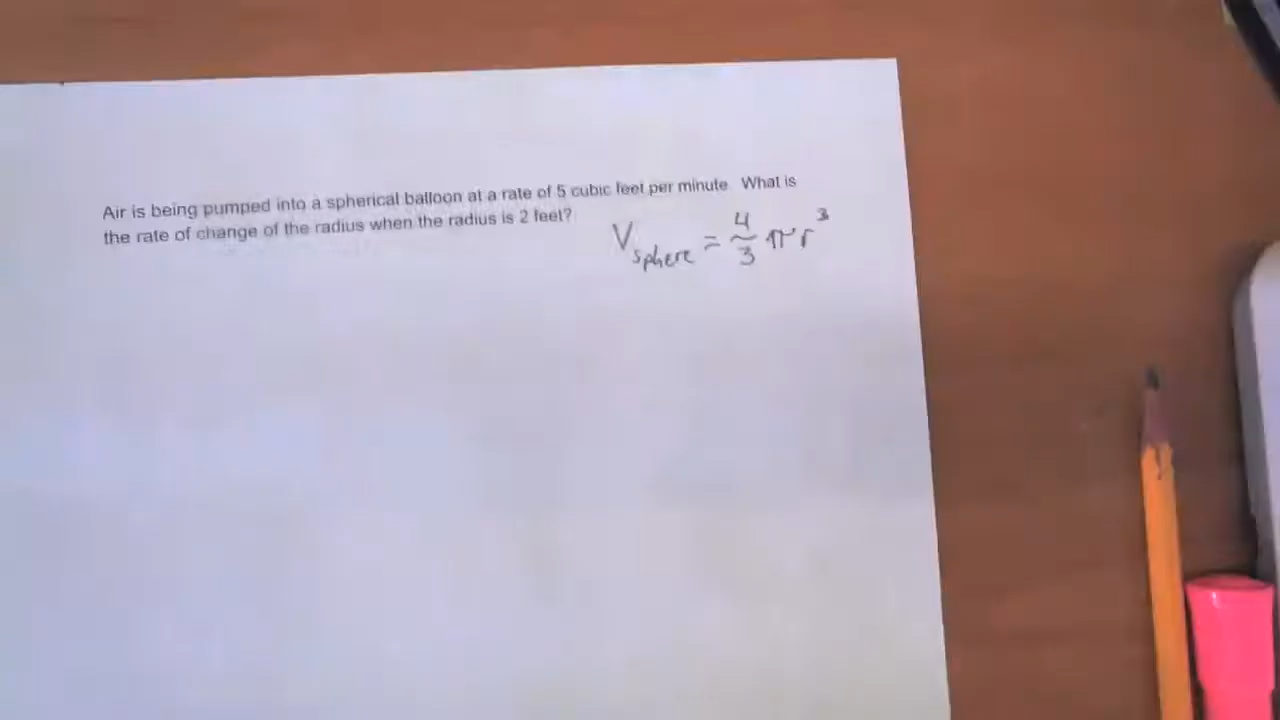 Air is being pumped into a spherical balloon at a rate of 5 cubic feet per minute. What is
the rate of change of the radius when the radius is 2 feet?
V_sphere = 4/3 πr³